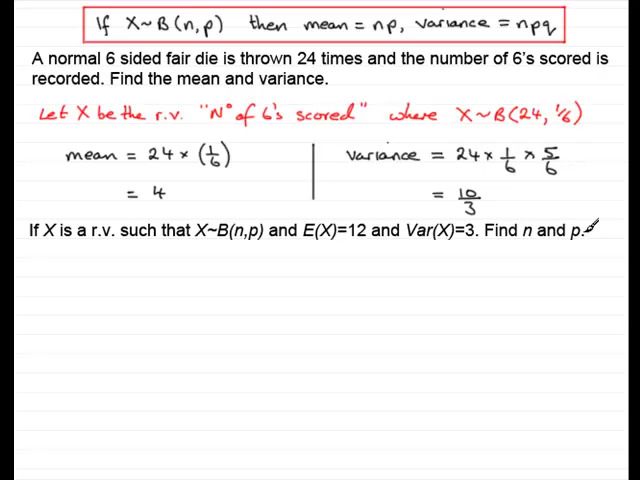 If X~B(n,p) then mean = np, variance = npq
A normal 6 sided fair die is thrown 24 times and the number of 6's scored is
recorded. Find the mean and variance.
Let X be the r.v. "Nº of 6's scored" where X~B(24, 1/6)
mean = 24 × (1/6)
= 4
variance = 24 × 1/6 × 5/6
= 10/3
If X is a r.v. such that X~B(n,p) and E(X)=12 and Var(X)=3. Find n and p.